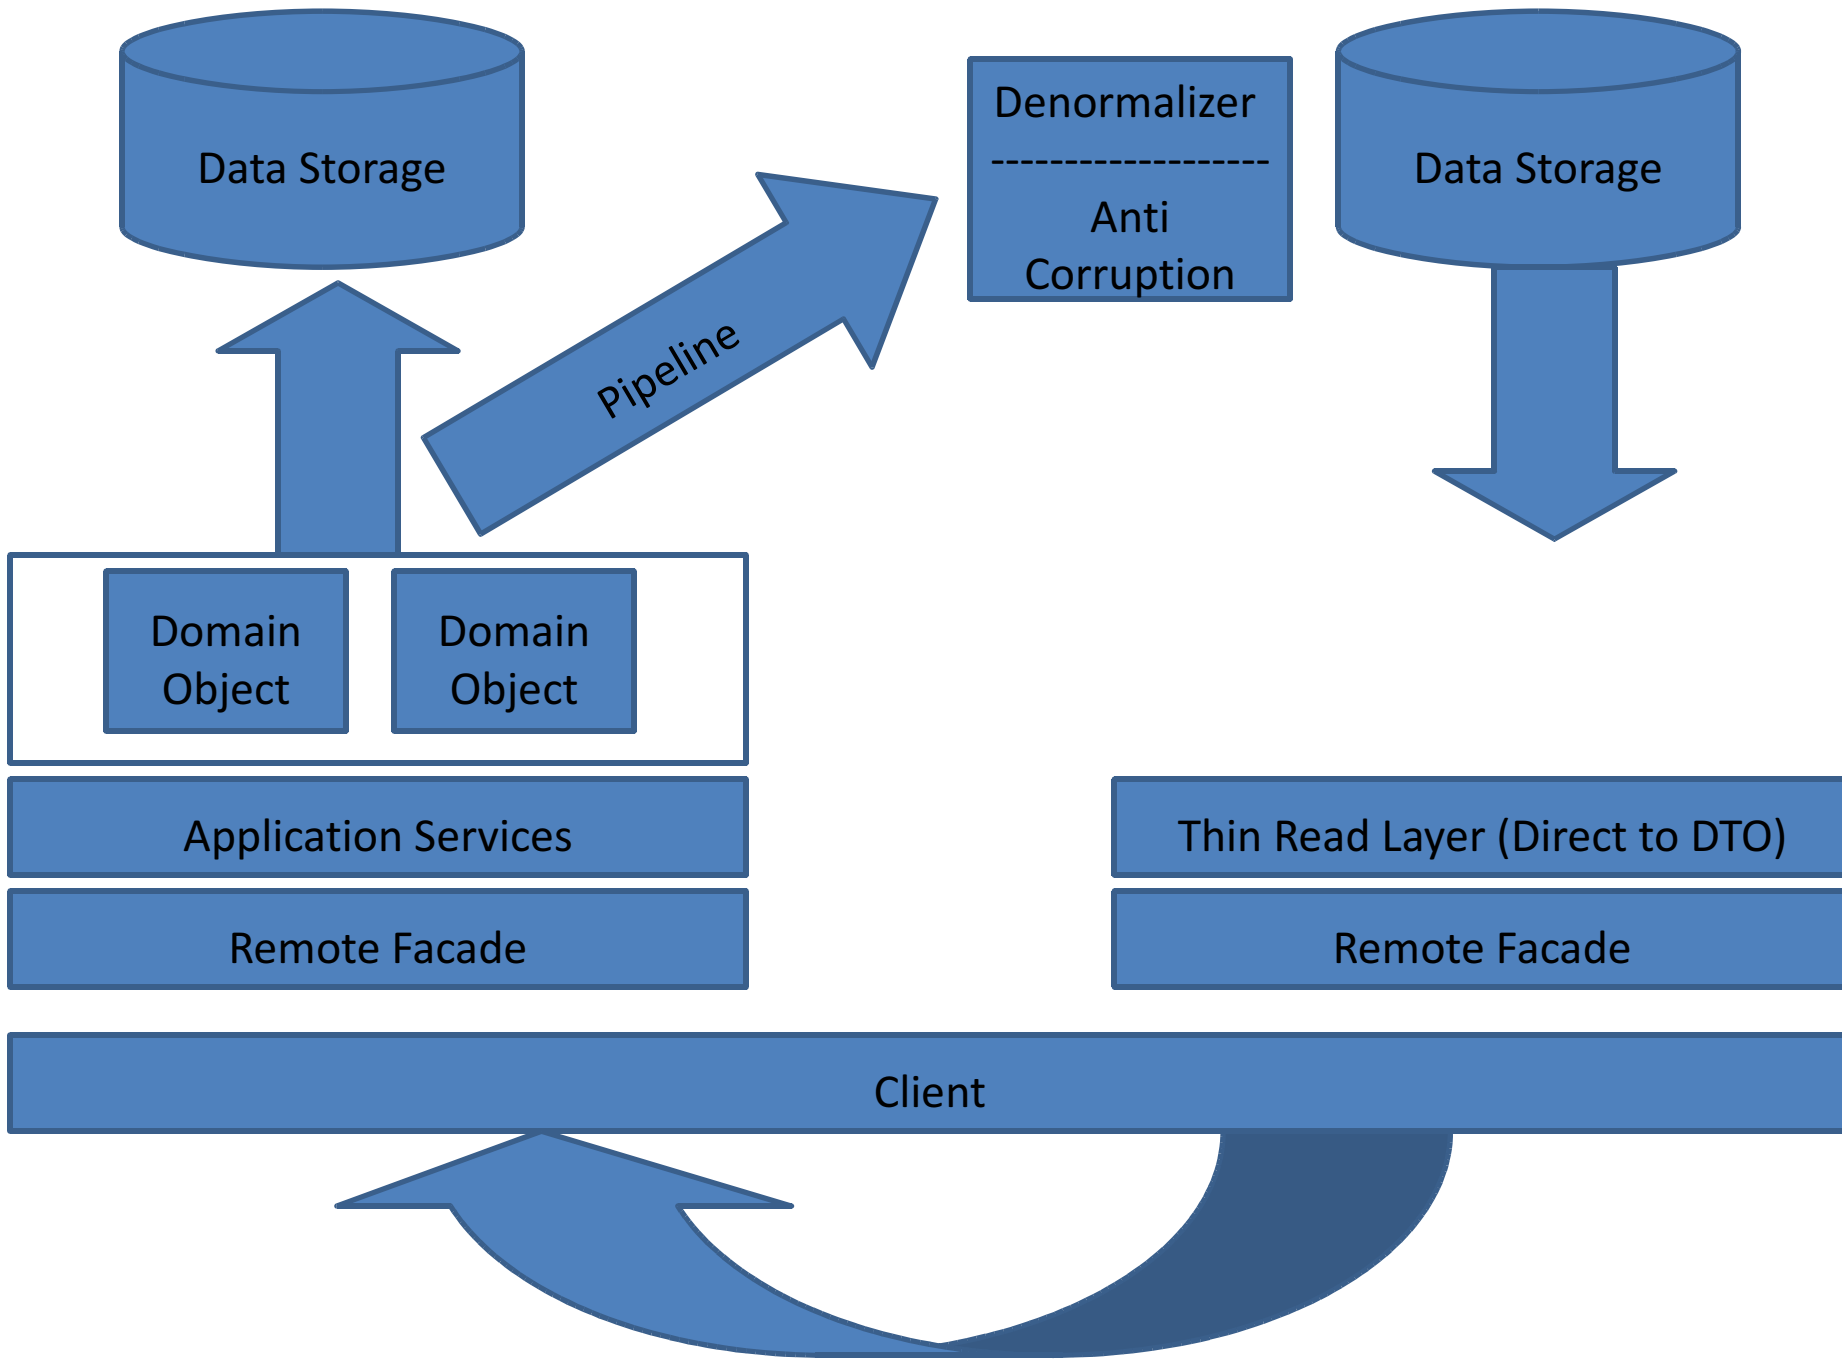 Data Storage
Denormalizer
-------------------
Anti
Corruption
Data Storage
Pipeline
Domain
Object
Domain
Object
Application Services
Thin Read Layer (Direct to DTO)
Remote Facade
Remote Facade
Client